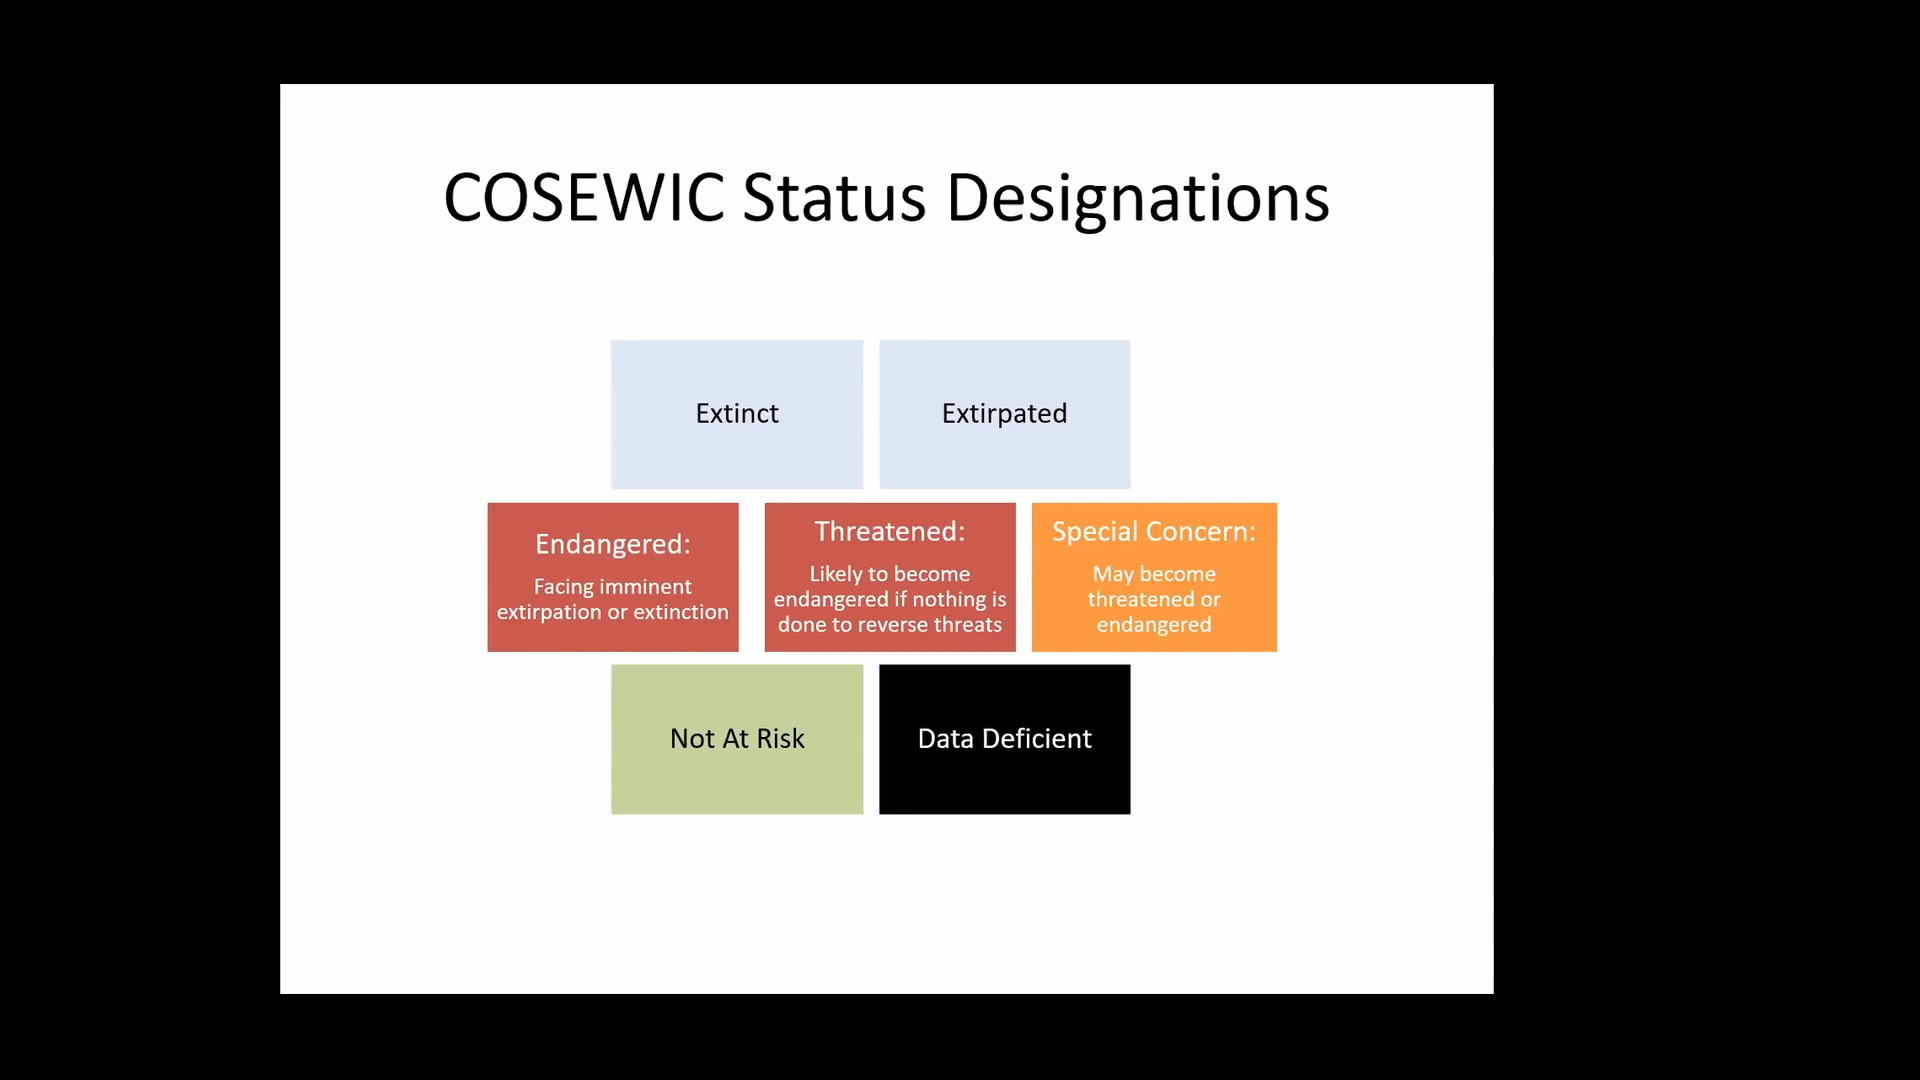 COSEWIC Status Designations
Extinct
Extirpated
Endangered:
Facing imminent
extirpation or extinction
Threatened:
Likely to become
endangered if nothing is
done to reverse threats
Special Concern:
May become
threatened or
endangered
Not At Risk
Data Deficient